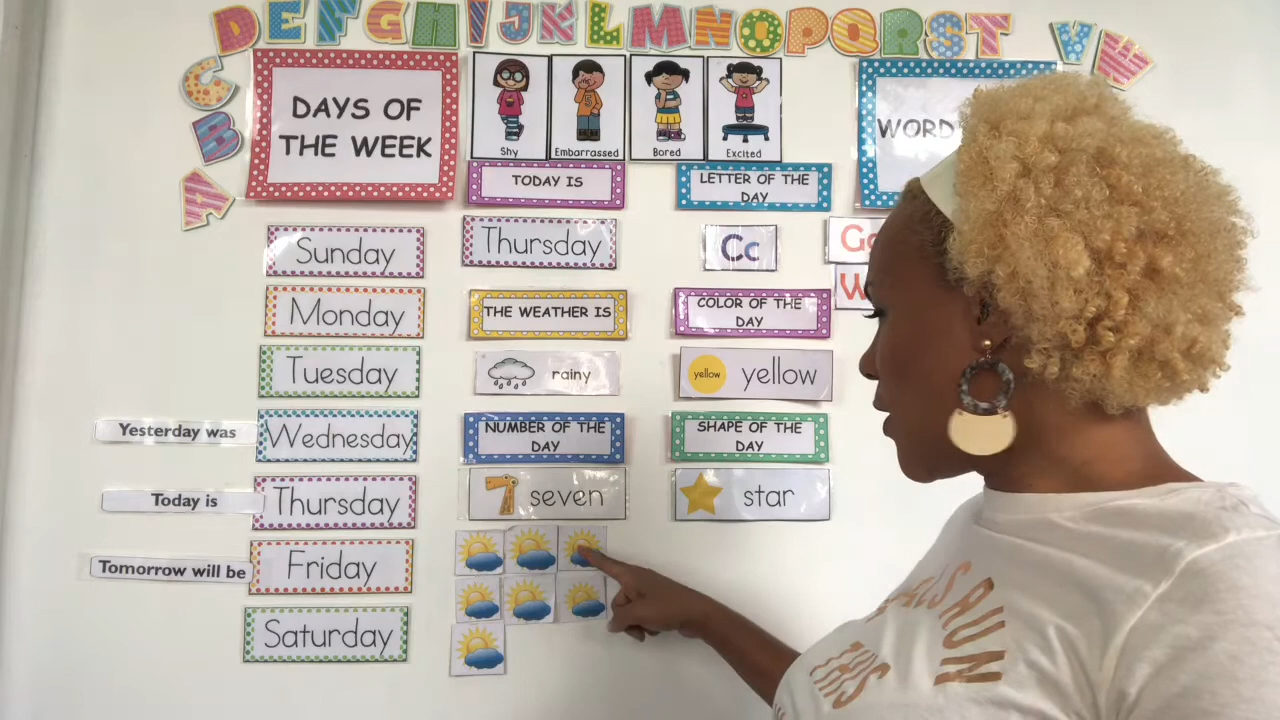 D E F G H I J K L M N O P Q R S T V W
C
B
A
DAYS OF
THE WEEK
Shy
Embarrassed
Bored
Excited
WORD
TODAY IS
LETTER OF THE
DAY
Sunday
Thursday
Cc
Monday
THE WEATHER IS
COLOR OF THE
DAY
Tuesday
rainy
yellow
yellow
Yesterday was
Wednesday
NUMBER OF THE
DAY
SHAPE OF THE
DAY
Today is
Thursday
seven
star
Tomorrow will be
Friday
Saturday
RUN
THIS